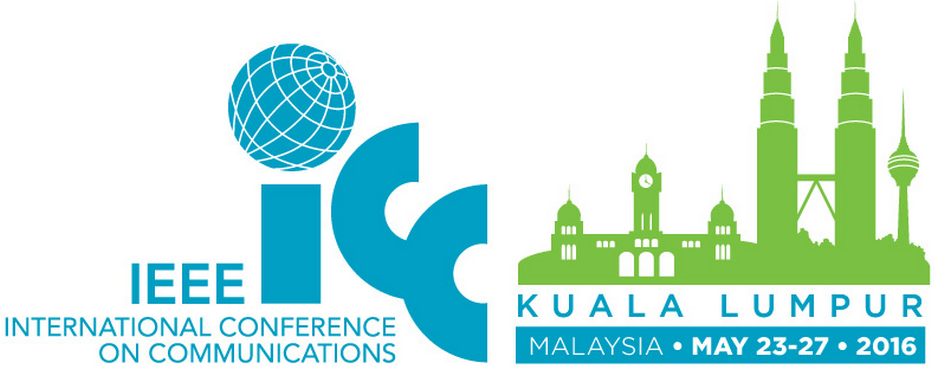 icc
IEEE
INTERNATIONAL CONFERENCE
ON COMMUNICATIONS
KUALA LUMPUR
MALAYSIA • MAY 23-27 • 2016